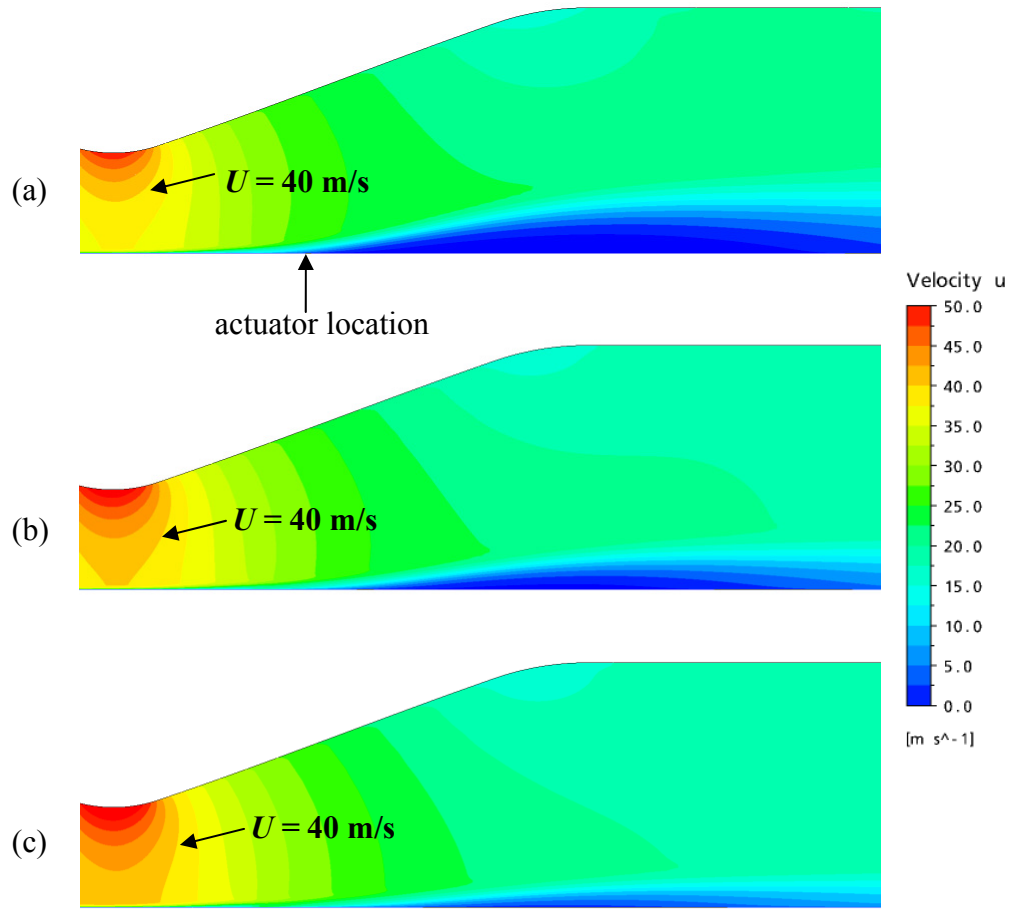 (a)
U = 40 m/s
actuator location
(b)
U = 40 m/s
(c)
U = 40 m/s
Velocity u
50.0
45.0
40.0
35.0
30.0
25.0
20.0
15.0
10.0
5.0
0.0
[m s^-1]